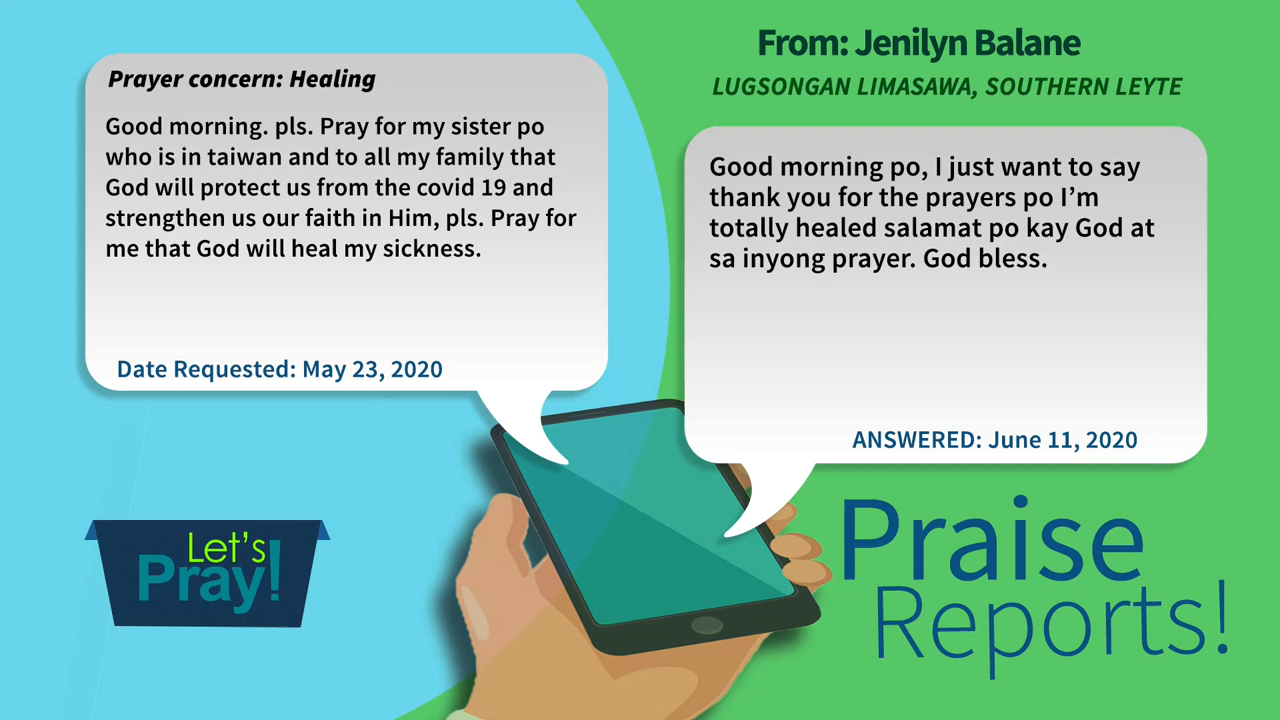 From: Jenilyn Balane
LUGSONGAN LIMASAWA, SOUTHERN LEYTE
Prayer concern: Healing
Good morning. pls. Pray for my sister po
who is in taiwan and to all my family that
God will protect us from the covid 19 and
strengthen us our faith in Him, pls. Pray for
me that God will heal my sickness.
Date Requested: May 23, 2020
Good morning po, I just want to say
thank you for the prayers po I’m
totally healed salamat po kay God at
sa inyong prayer. God bless.
ANSWERED: June 11, 2020
Let's
Pray!
Praise
Reports!